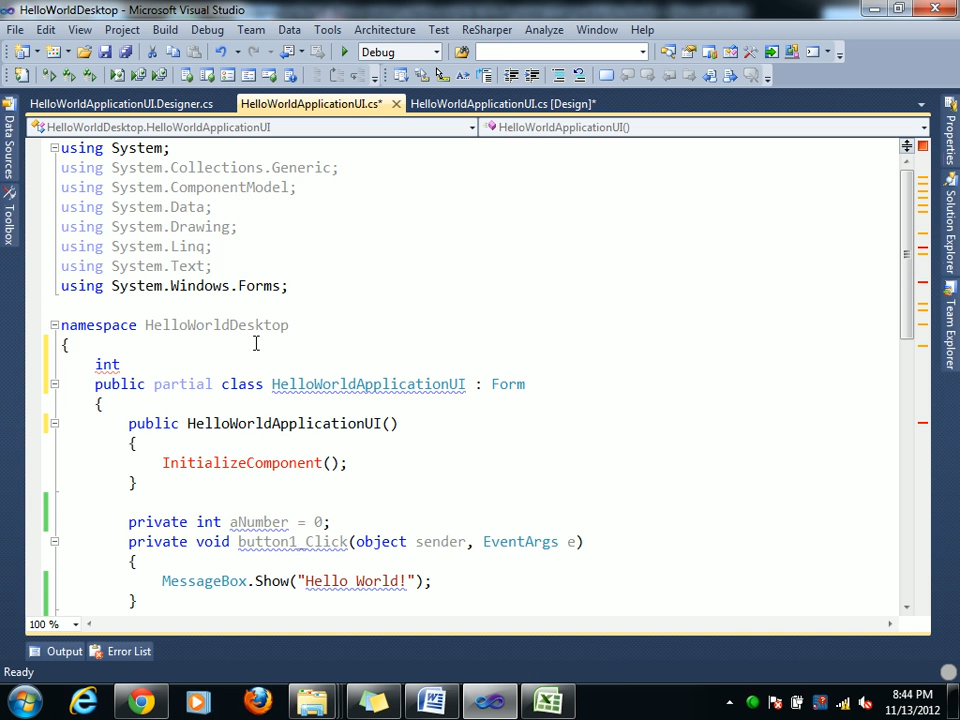 HelloWorldDesktop - Microsoft Visual Studio
File Edit View Project Build Debug Team Data Tools Architecture Test ReSharper Analyze Window Help
Debug
HelloWorldApplicationUI.Designer.cs HelloWorldApplicationUI.cs* HelloWorldApplicationUI.cs [Design]*
HelloWorldDesktop.HelloWorldApplicationUI HelloWorldApplicationUI()
Data Sources
Toolbox
using System;
using System.Collections.Generic;
using System.ComponentModel;
using System.Data;
using System.Drawing;
using System.Linq;
using System.Text;
using System.Windows.Forms;
namespace HelloWorldDesktop
{
int
public partial class HelloWorldApplicationUI : Form
{
public HelloWorldApplicationUI()
{
InitializeComponent();
}
private int aNumber = 0;
private void button1_Click(object sender, EventArgs e)
{
MessageBox.Show("Hello World!");
}
Properties
Solution Explorer
Team Explorer
100 %
Output Error List
Ready
8:44 PM
11/13/2012